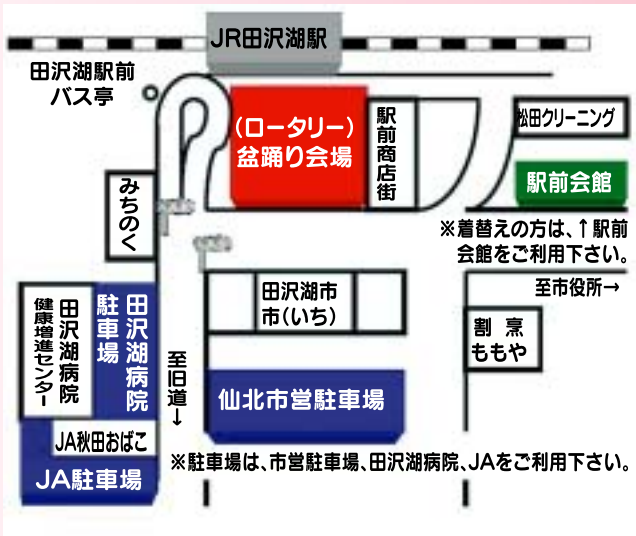 JR田沢湖駅
田沢湖駅前
バス亭
(ロータリー)
盆踊り会場
駅前商店街
松田クリーニング
駅前会館
※着替えの方は、↑駅前
会館をご利用下さい。
みちのく
至市役所→
田沢湖市
市(いち)
割烹
ももや
田沢湖病院
健康増進センター
田沢湖病院
駐車場
至旧道↓
仙北市営駐車場
JA秋田おばこ
JA駐車場
※駐車場は、市営駐車場、田沢湖病院、JAをご利用下さい。